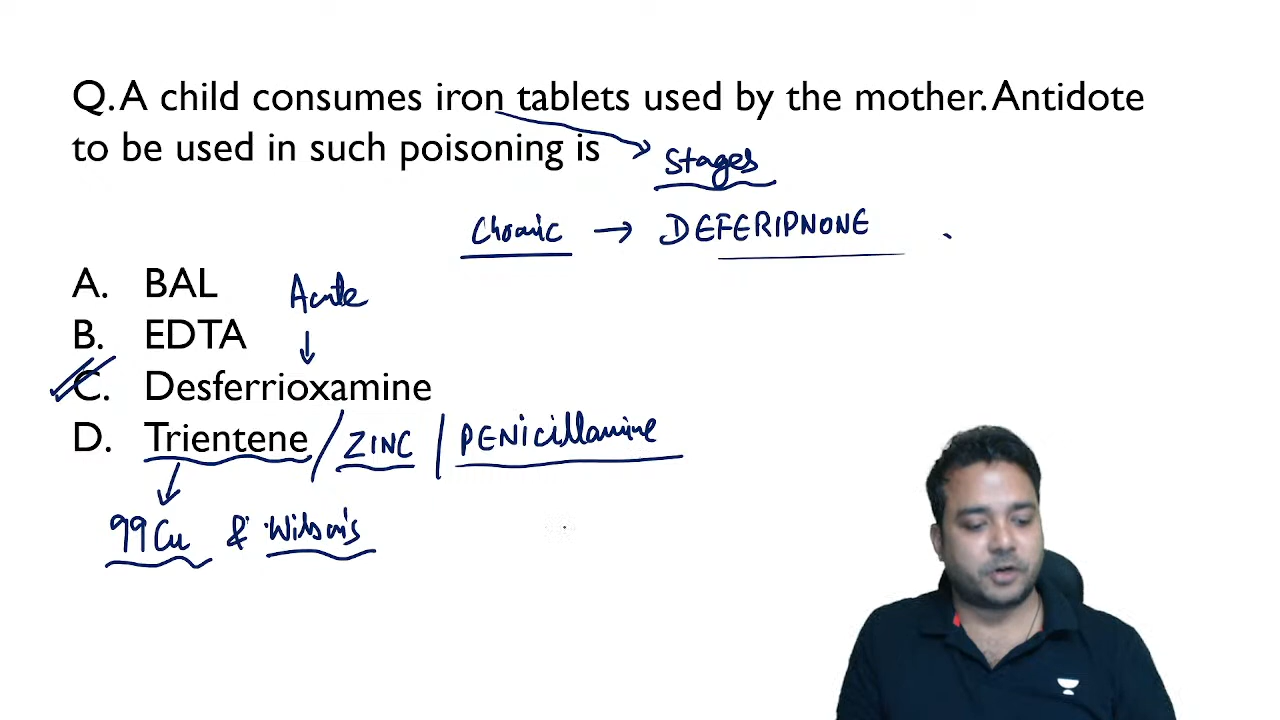 Q. A child consumes iron tablets used by the mother. Antidote
to be used in such poisoning is
Stages
Chronic → DEFERIPNONE
A. BAL
Acute
↓
B. EDTA
C. Desferrioxamine
D. Trientene / ZINC / PENICillamine
Cu & Wilson's